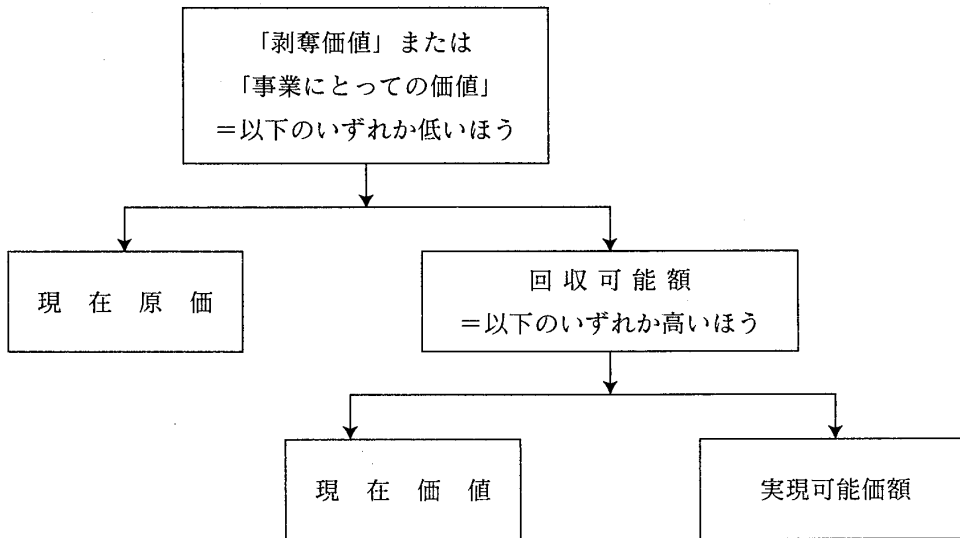 「剥奪価値」または
「事業にとっての価値」
＝以下のいずれか低いほう
現在原価
回収可能額
＝以下のいずれか高いほう
現在価値
実現可能価額